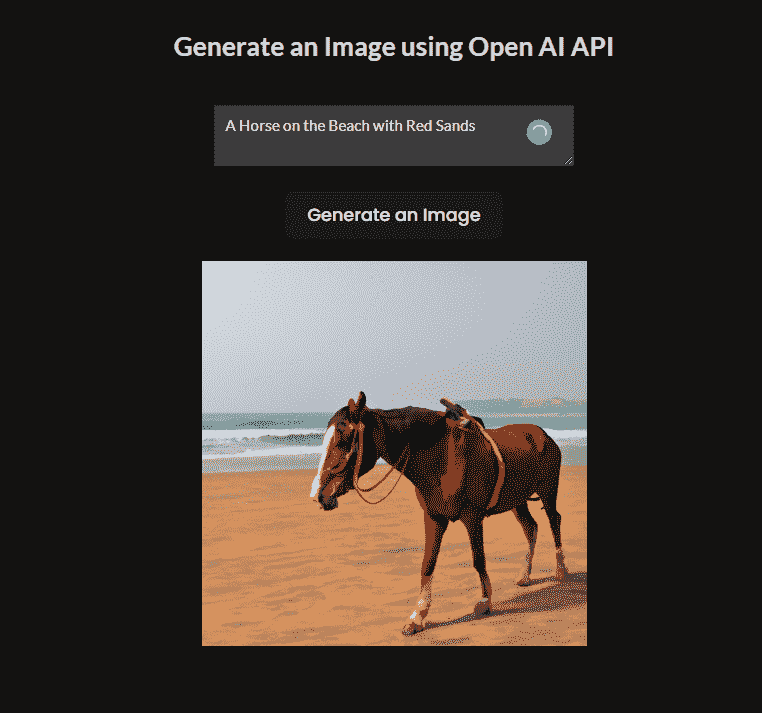 Generate an Image using Open AI API
A Horse on the Beach with Red Sands
Generate an Image